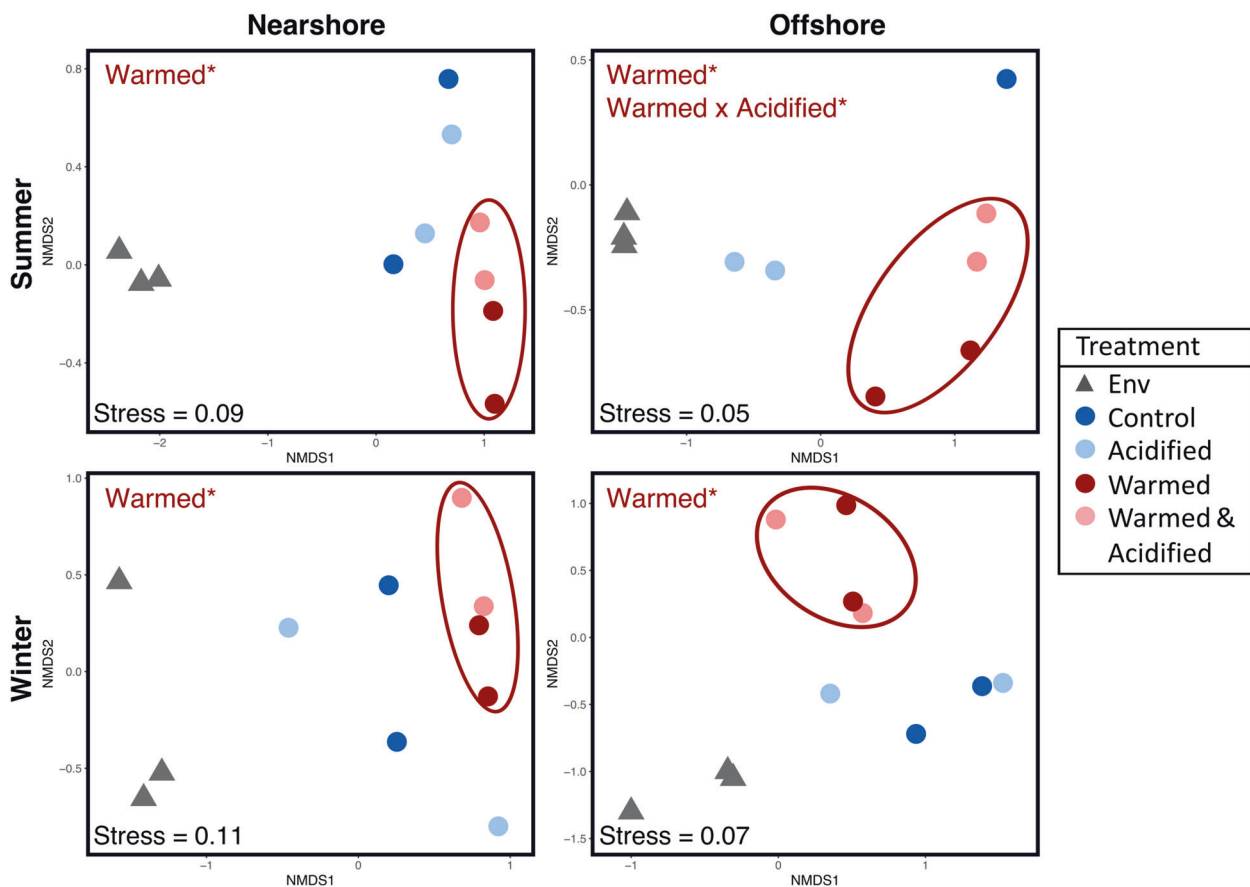 Nearshore
Offshore
Summer
Winter
Warmed*
0.8
0.4
0.0
−0.4
NMDS2
Stress = 0.09
−2
−1
0
1
NMDS1
Warmed*
Warmed x Acidified*
0.5
0.0
−0.5
NMDS2
Stress = 0.05
−1
0
1
NMDS1
Warmed*
1.0
0.5
0.0
−0.5
NMDS2
Stress = 0.11
−1
0
1
NMDS1
Warmed*
1.0
0.5
0.0
−0.5
−1.0
−1.5
NMDS2
Stress = 0.07
−1
0
1
NMDS1
Treatment
Env
Control
Acidified
Warmed
Warmed &
Acidified